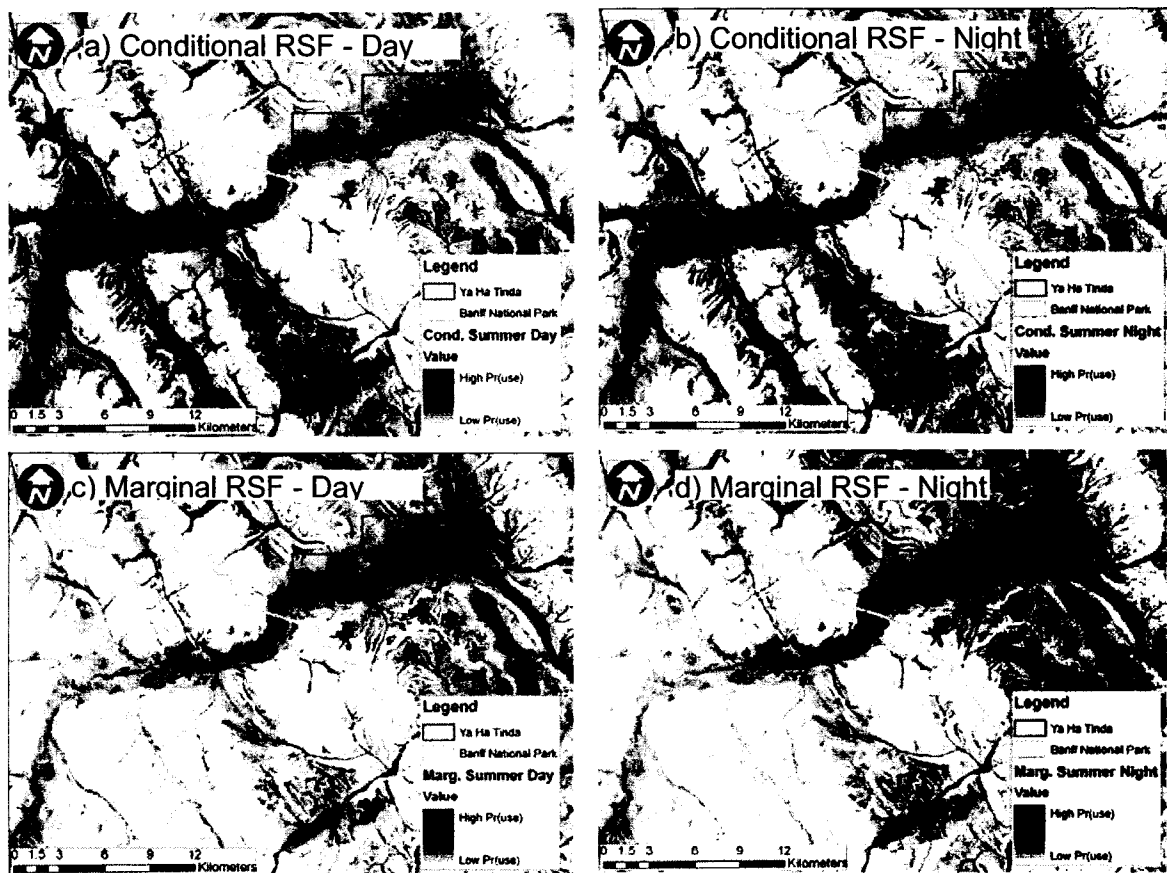 N
a) Conditional RSF - Day
Legend
Ya Ha Tinda
Banff National Park
Cond. Summer Day
Value
High Pr(use)
Low Pr(use)
0 1.5 3 6 9 12
Kilometers
N
b) Conditional RSF - Night
Legend
Ya Ha Tinda
Banff National Park
Cond. Summer Night
Value
High Pr(use)
Low Pr(use)
0 1.5 3 6 9 12
Kilometers
N
c) Marginal RSF - Day
Legend
Ya Ha Tinda
Banff National Park
Marg. Summer Day
Value
High Pr(use)
Low Pr(use)
0 1.5 3 6 9 12
Kilometers
N
d) Marginal RSF - Night
Legend
Ya Ha Tinda
Banff National Park
Marg. Summer Night
Value
High Pr(use)
Low Pr(use)
0 1.5 3 6 9 12
Kilometers